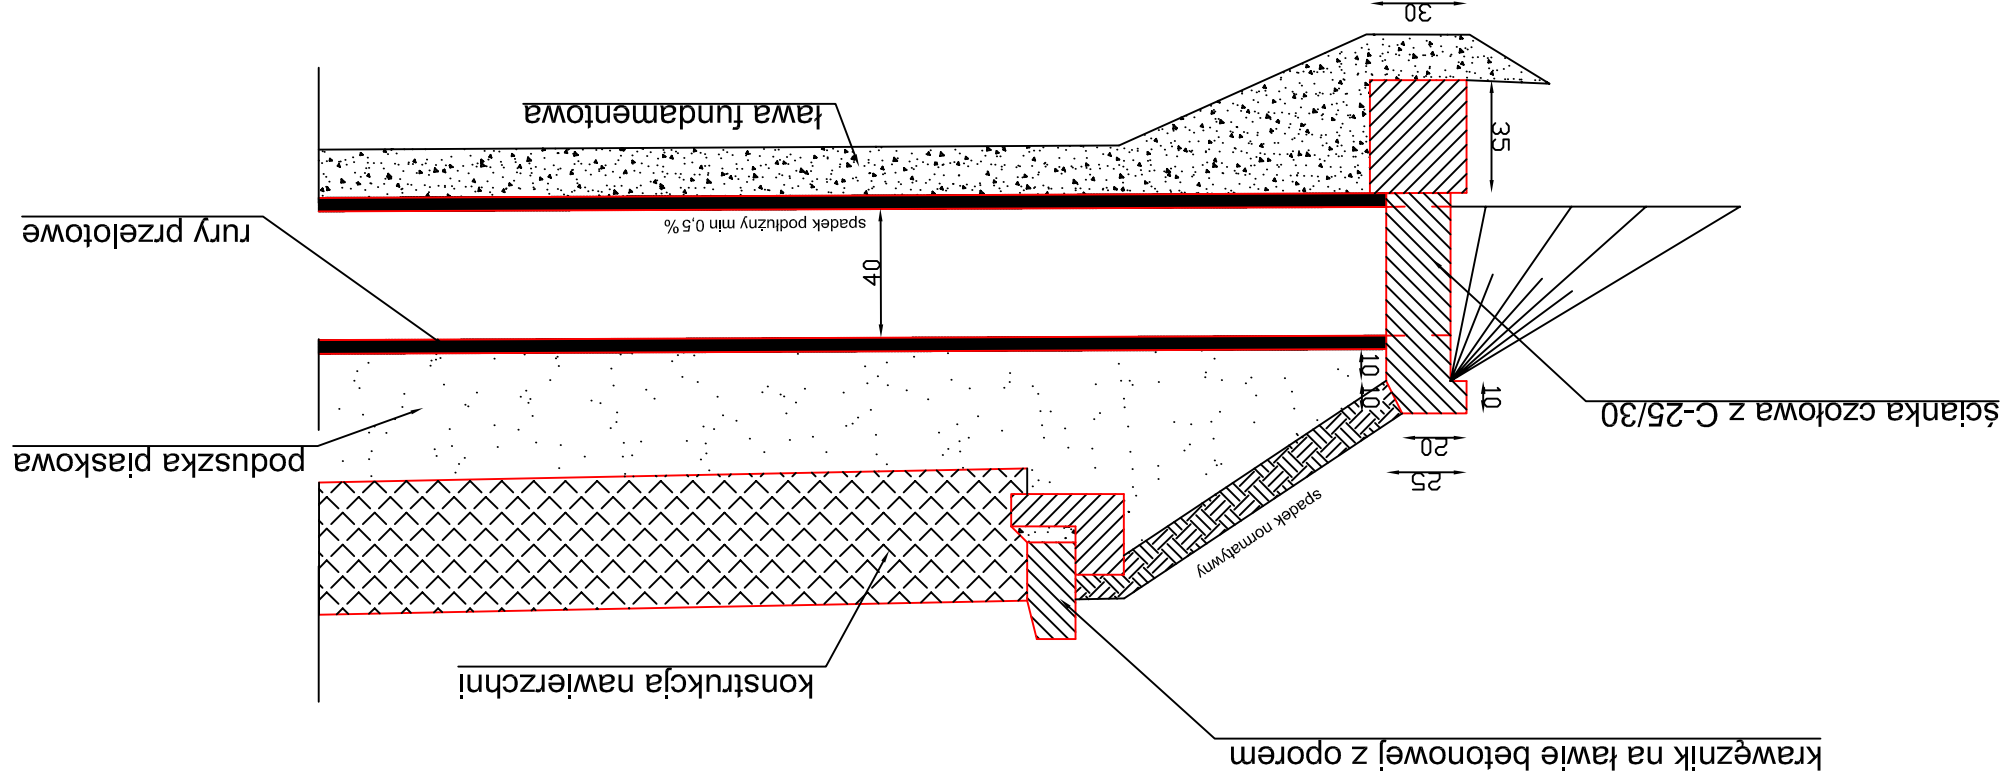 krawężnik na ławie betonowej z oporem
konstrukcja nawierzchni
spadek normatywny
25
20
ścianka czołowa z C-25/30
poduszka piaskowa
10
10
10
40
rury przelotowe
spadek podłużny min 0,5%
35
ława fundamentowa
30